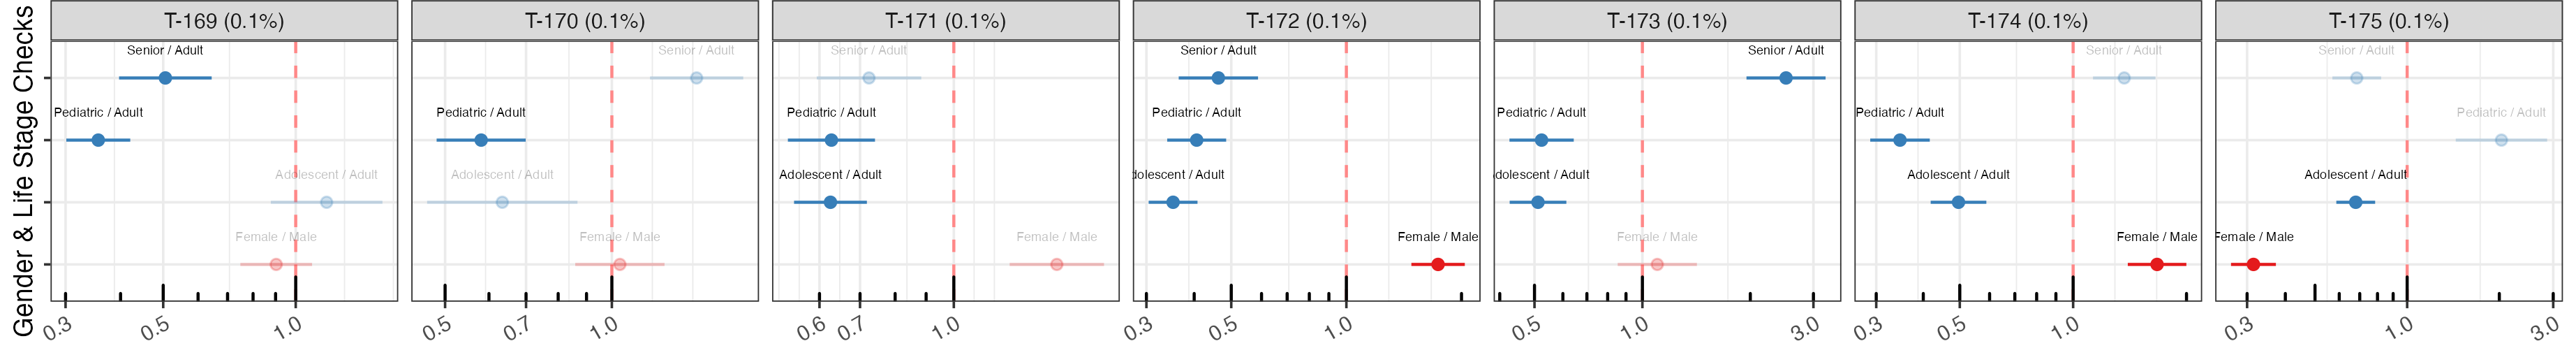 Gender & Life Stage Checks
T-169 (0.1%)
Senior / Adult
Pediatric / Adult
Adolescent / Adult
Female / Male
0.3 0.5 1.0
T-170 (0.1%)
Senior / Adult
Pediatric / Adult
Adolescent / Adult
Female / Male
0.5 0.7 1.0
T-171 (0.1%)
Senior / Adult
Pediatric / Adult
Adolescent / Adult
Female / Male
0.6 0.7 1.0
T-172 (0.1%)
Senior / Adult
Pediatric / Adult
dolescent / Adult
Female / Male
0.3 0.5 1.0
T-173 (0.1%)
Senior / Adult
Pediatric / Adult
dolescent / Adult
Female / Male
0.5 1.0 3.0
T-174 (0.1%)
Senior / Adult
Pediatric / Adult
Adolescent / Adult
Female / Male
0.3 0.5 1.0
T-175 (0.1%)
Senior / Adult
Pediatric / Adult
Adolescent / Adult
Female / Male
0.3 1.0 3.0